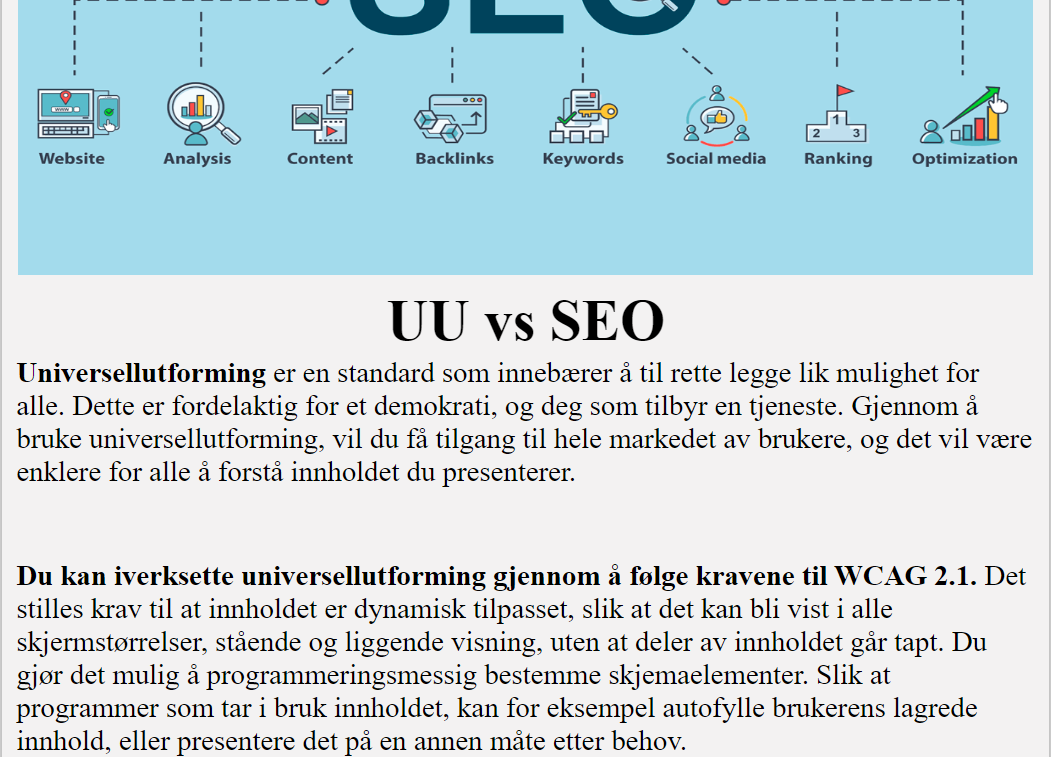 SEO
Website Analysis Content Backlinks Keywords Social media Ranking Optimization
WWW
1
2 3
UU vs SEO
Universellutforming er en standard som innebærer å til rette legge lik mulighet for
alle. Dette er fordelaktig for et demokrati, og deg som tilbyr en tjeneste. Gjennom å
bruke universellutforming, vil du få tilgang til hele markedet av brukere, og det vil være
enklere for alle å forstå innholdet du presenterer.
Du kan iverksette universellutforming gjennom å følge kravene til WCAG 2.1. Det
stilles krav til at innholdet er dynamisk tilpasset, slik at det kan bli vist i alle
skjermstørrelser, stående og liggende visning, uten at deler av innholdet går tapt. Du
gjør det mulig å programmeringsmessig bestemme skjemaelementer. Slik at
programmer som tar i bruk innholdet, kan for eksempel autofylle brukerens lagrede
innhold, eller presentere det på en annen måte etter behov.